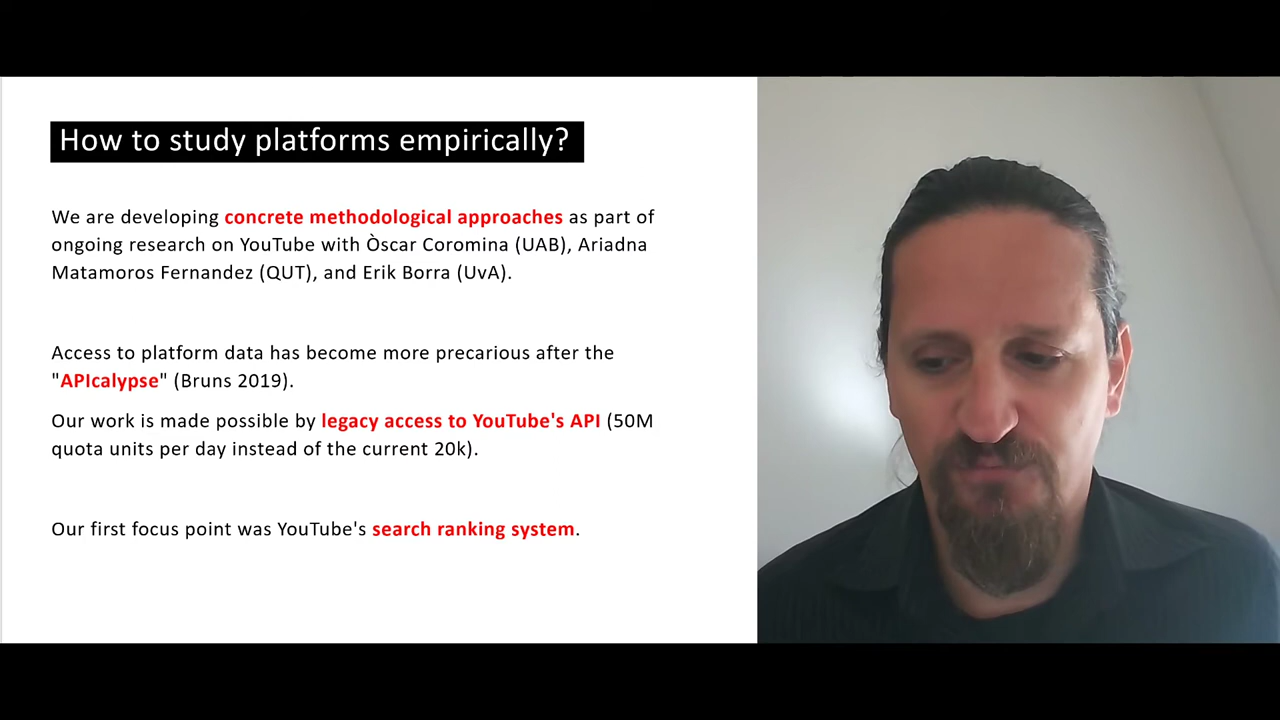 How to study platforms empirically?
We are developing concrete methodological approaches as part of
ongoing research on YouTube with Òscar Coromina (UAB), Ariadna
Matamoros Fernandez (QUT), and Erik Borra (UvA).
Access to platform data has become more precarious after the
"APIcalypse" (Bruns 2019).
Our work is made possible by legacy access to YouTube's API (50M
quota units per day instead of the current 20k).
Our first focus point was YouTube's search ranking system.